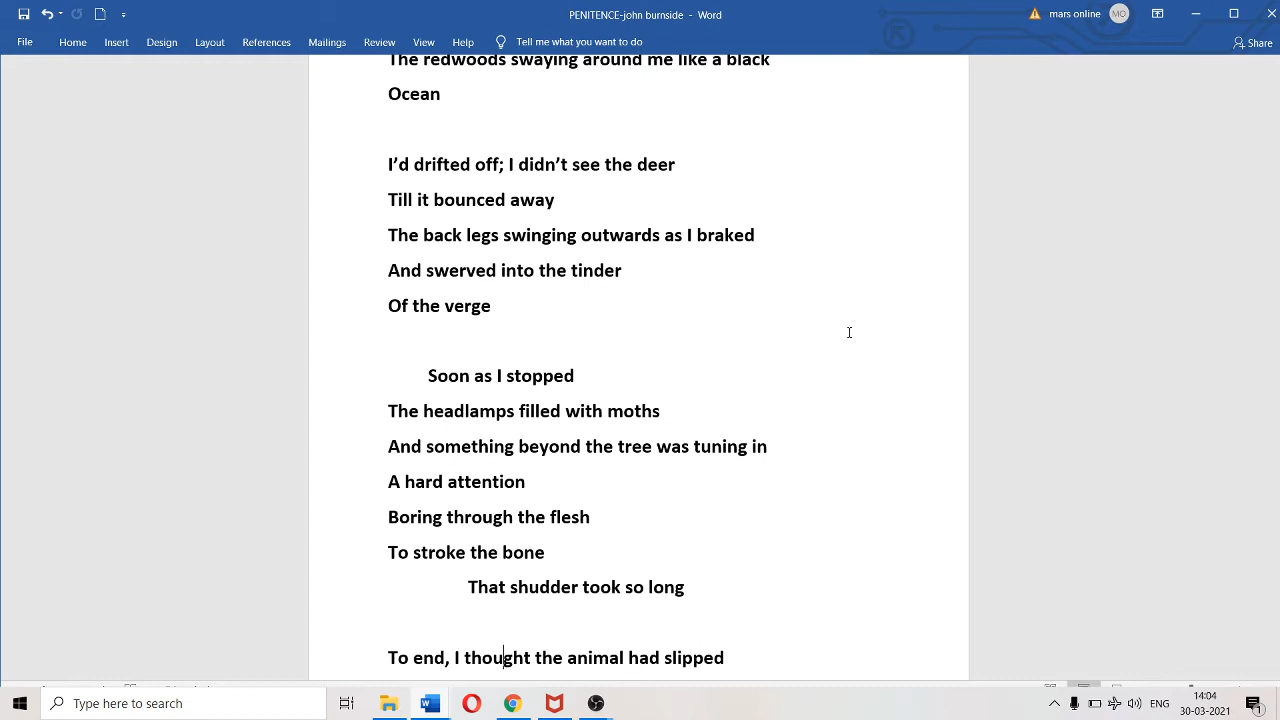 PENITENCE-john burnside - Word
mars online
MO
File Home Insert Draw Design Layout References Mailings Review View Help Tell me what you want to do
Share
The redwoods swaying around me like a black
Ocean
I’d drifted off; I didn’t see the deer
Till it bounced away
The back legs swinging outwards as I braked
And swerved into the tinder
Of the verge
Soon as I stopped
The headlamps filled with moths
And something beyond the tree was tuning in
A hard attention
Boring through the flesh
To stroke the bone
That shudder took so long
To end, I thought the animal had slipped
Type here to search
ENG
14:04
30-03-2021
1